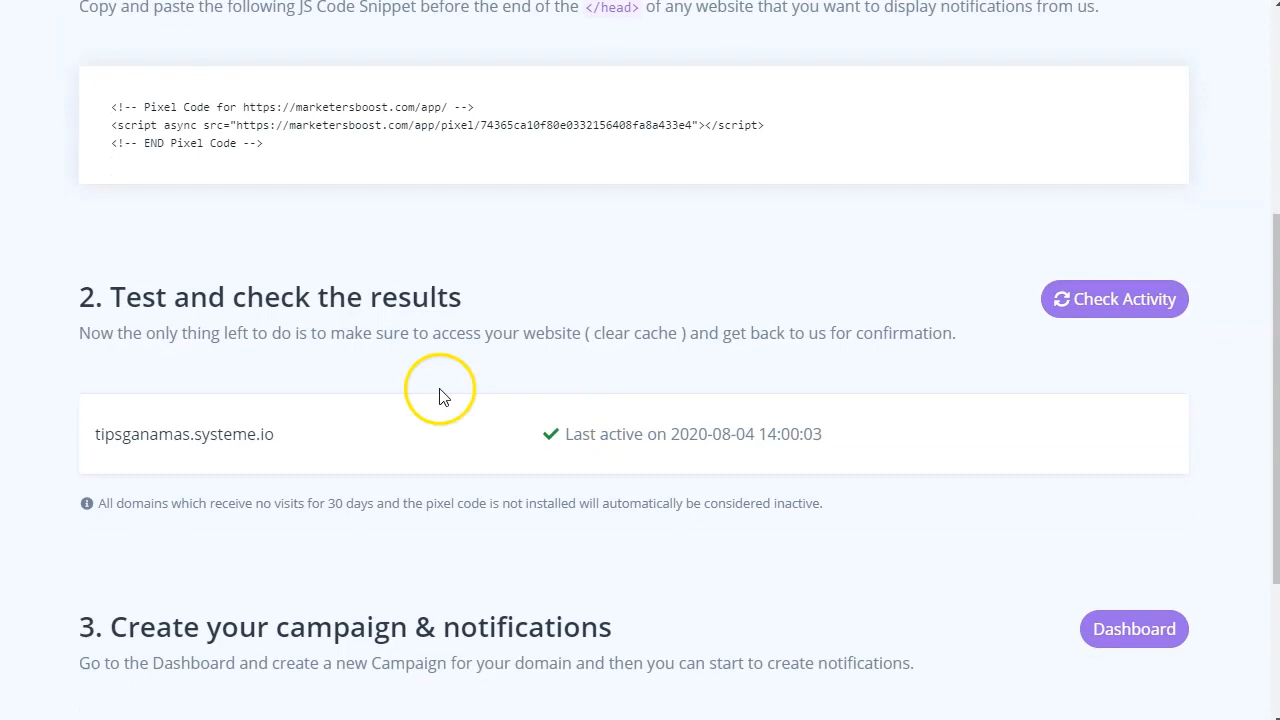 Copy and paste the following JS Code Snippet before the end of the </head> of any website that you want to display notifications from us.
<!-- Pixel Code for https://marketersboost.com/app/ -->
<script async src="https://marketersboost.com/app/pixel/74365ca10f80e0332156408fa8a433e4"></script>
<!-- END Pixel Code -->
2. Test and check the results
Check Activity
Now the only thing left to do is to make sure to access your website ( clear cache ) and get back to us for confirmation.
tipsganamas.systeme.io
Last active on 2020-08-04 14:00:03
All domains which receive no visits for 30 days and the pixel code is not installed will automatically be considered inactive.
3. Create your campaign & notifications
Dashboard
Go to the Dashboard and create a new Campaign for your domain and then you can start to create notifications.